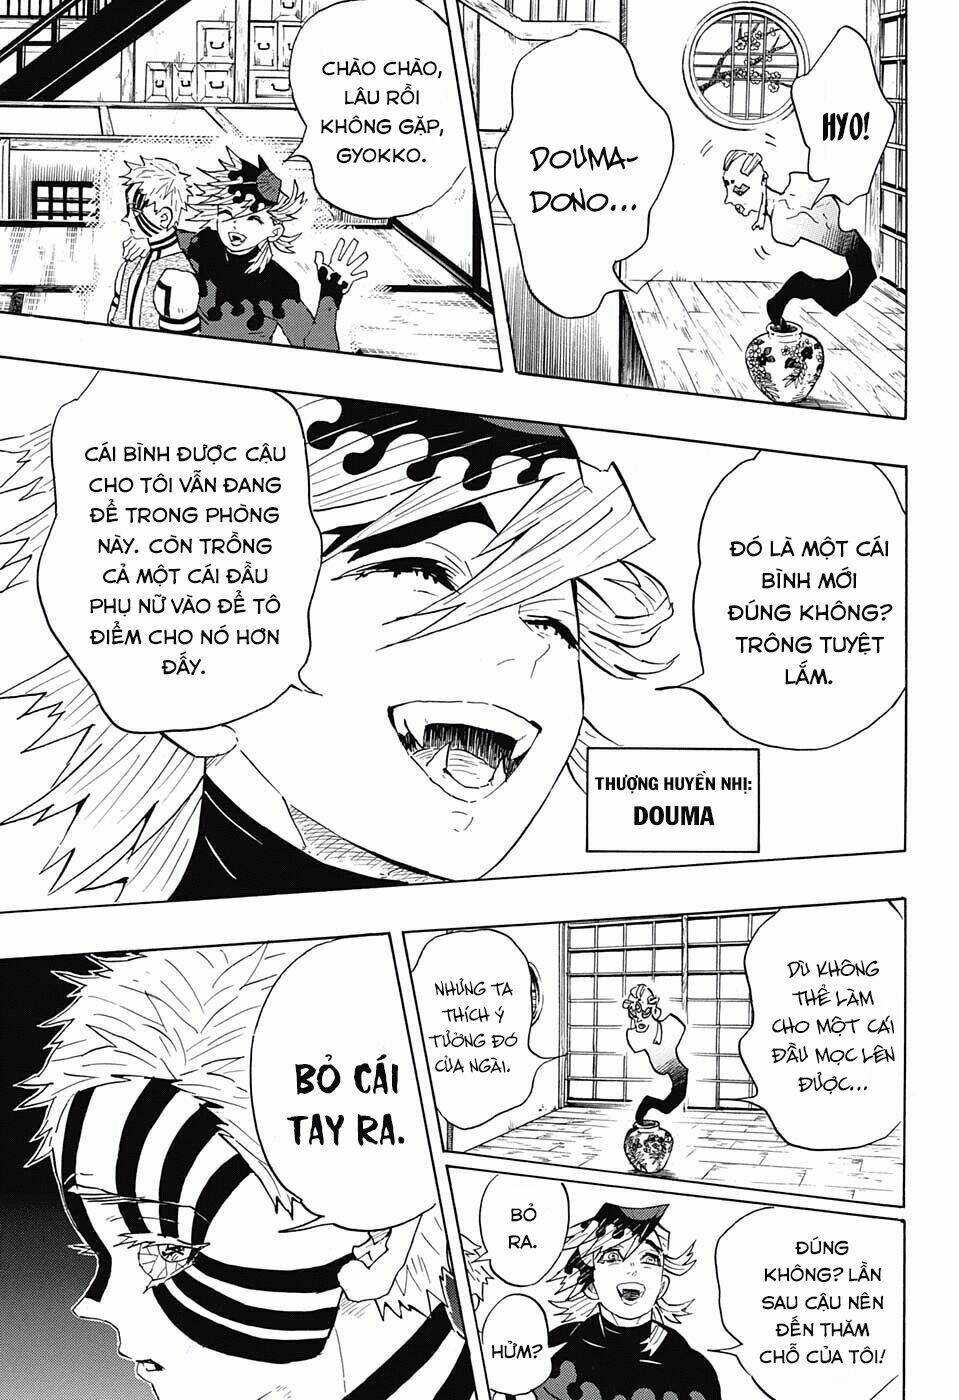 HYO!
DOUMA-
DONO...
CHÀO CHÀO,
LÂU RỒI
KHÔNG GẶP,
GYOKKO.
ĐÓ LÀ MỘT CÁI
BÌNH MỚI
ĐÚNG KHÔNG?
TRÔNG TUYỆT
LẮM.
CÁI BÌNH ĐƯỢC CẬU
CHO TÔI VẪN ĐANG
ĐỂ TRONG PHÒNG
NÀY. CÒN TRỒNG
CẢ MỘT CÁI ĐẦU
PHỤ NỮ VÀO ĐỂ TÔ
ĐIỂM CHO NÓ HƠN
ĐẤY.
THƯỢNG HUYỀN NHỊ:
DOUMA
DÙ KHÔNG
THỂ LÀM
CHO MỘT CÁI
ĐẦU MỌC LÊN
ĐƯỢC...
NHƯNG TA
THÍCH Ý
TƯỞNG ĐÓ
CỦA NGÀI.
ĐÚNG
KHÔNG? LẦN
SAU CẬU NÊN
ĐẾN THĂM
CHỖ CỦA TÔI!
BỎ
RA.
HỬM?
BỎ CÁI
TAY RA.